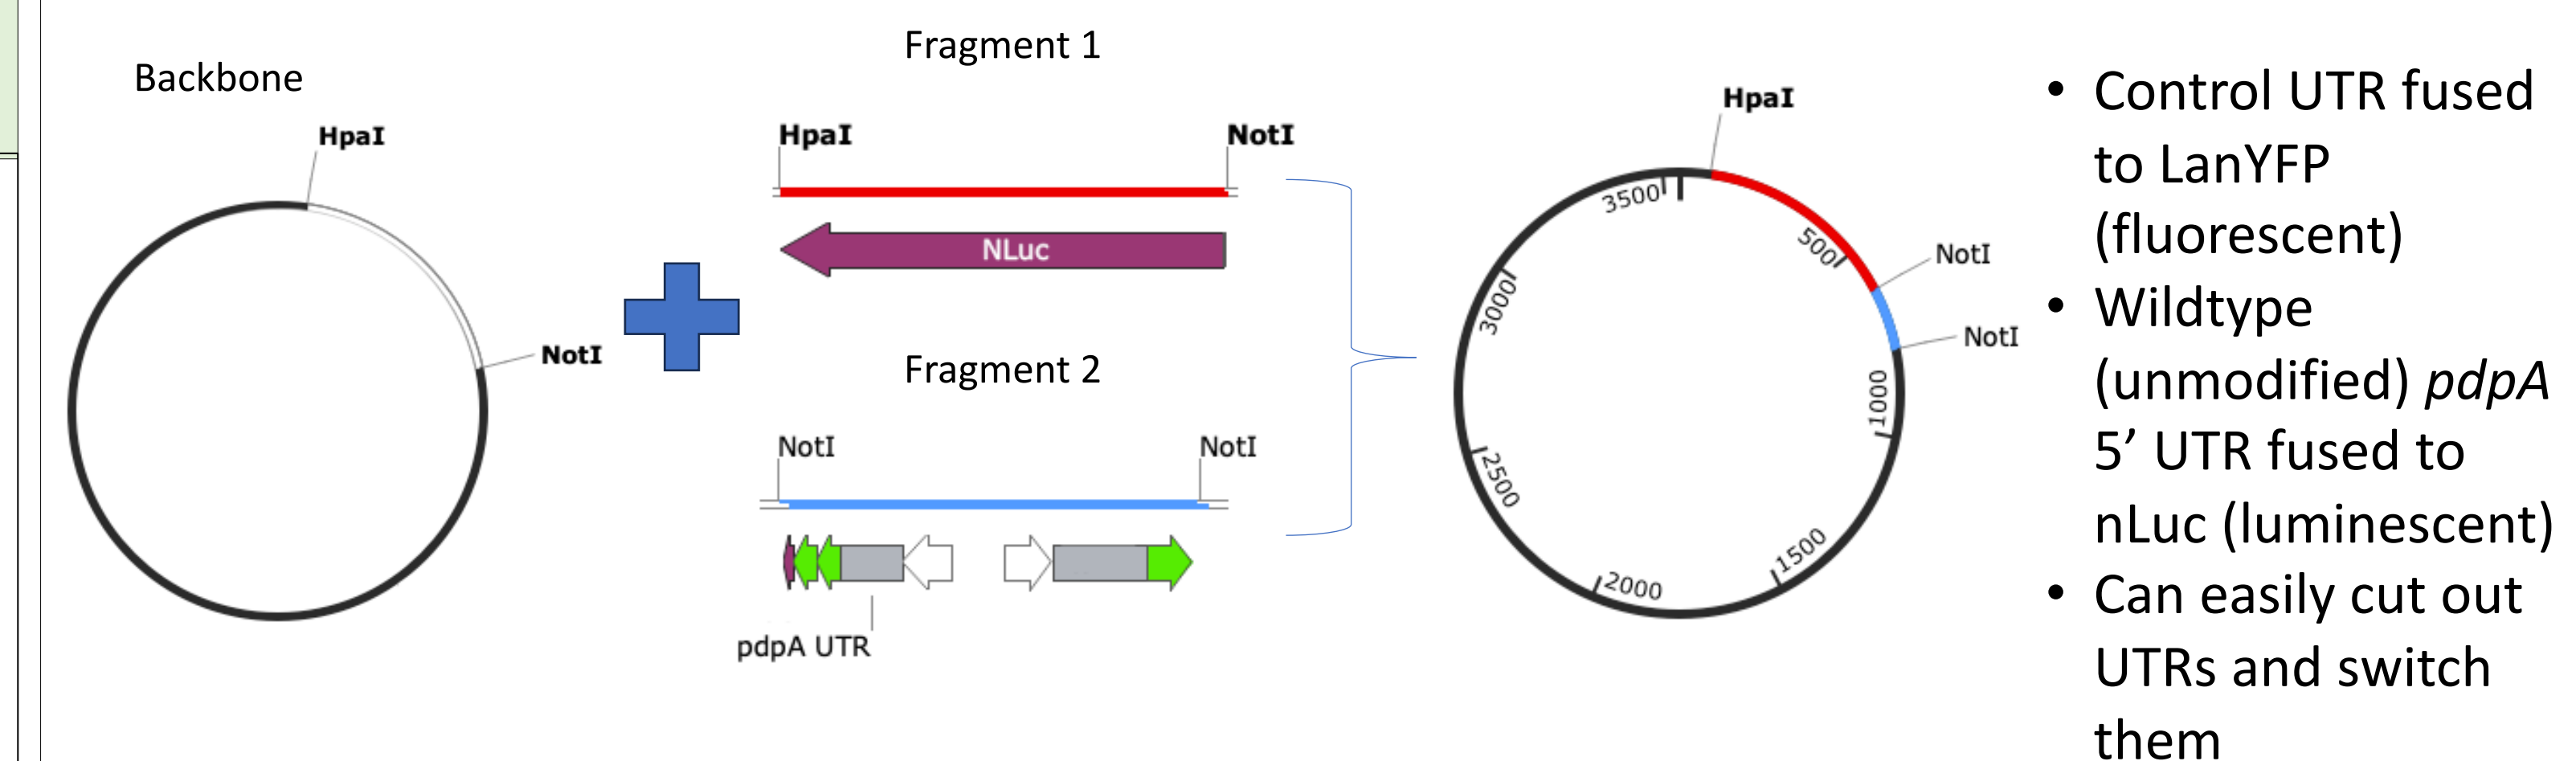 Backbone
HpaI
NotI
Fragment 1
HpaI
NotI
NLuc
Fragment 2
NotI
NotI
pdpA UTR
HpaI
NotI
NotI
500
1000
1500
2000
2500
3000
3500
• Control UTR fused
to LanYFP
(fluorescent)
• Wildtype
(unmodified) pdpA
5’ UTR fused to
nLuc (luminescent)
• Can easily cut out
UTRs and switch
them